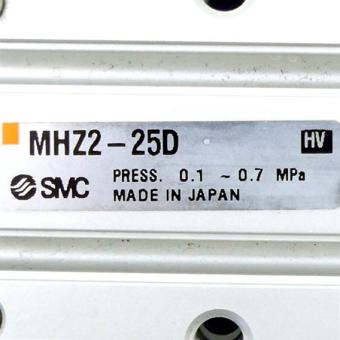 MHZ2-25D HV
SMC PRESS. 0.1 ~ 0.7 MPa
MADE IN JAPAN